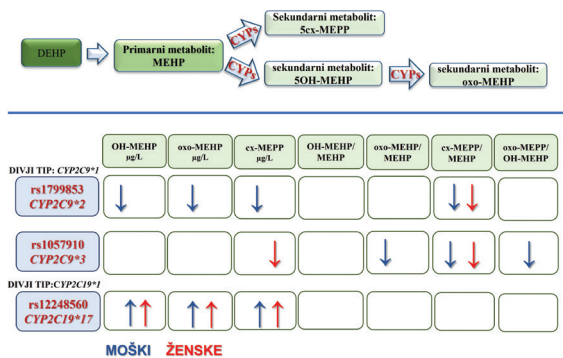 Sekundarni metabolit:
5cx-MEPP
CYPs
DEHP
Primarni metabolit:
MEHP
CYPs
sekundarni metabolit:
5OH-MEHP
CYPs
sekundarni metabolit:
oxo-MEHP
OH-MEHP
µg/L
oxo-MEHP
µg/L
cx-MEPP
µg/L
OH-MEHP/
MEHP
oxo-MEHP/
MEHP
cx-MEPP/
MEHP
oxo-MEPP/
OH-MEHP
DIVJI TIP: CYP2C9*1
rs1799853
CYP2C9*2
rs1057910
CYP2C9*3
DIVJI TIP:CYP2C19*1
rs12248560
CYP2C19*17
MOŠKI ŽENSKE